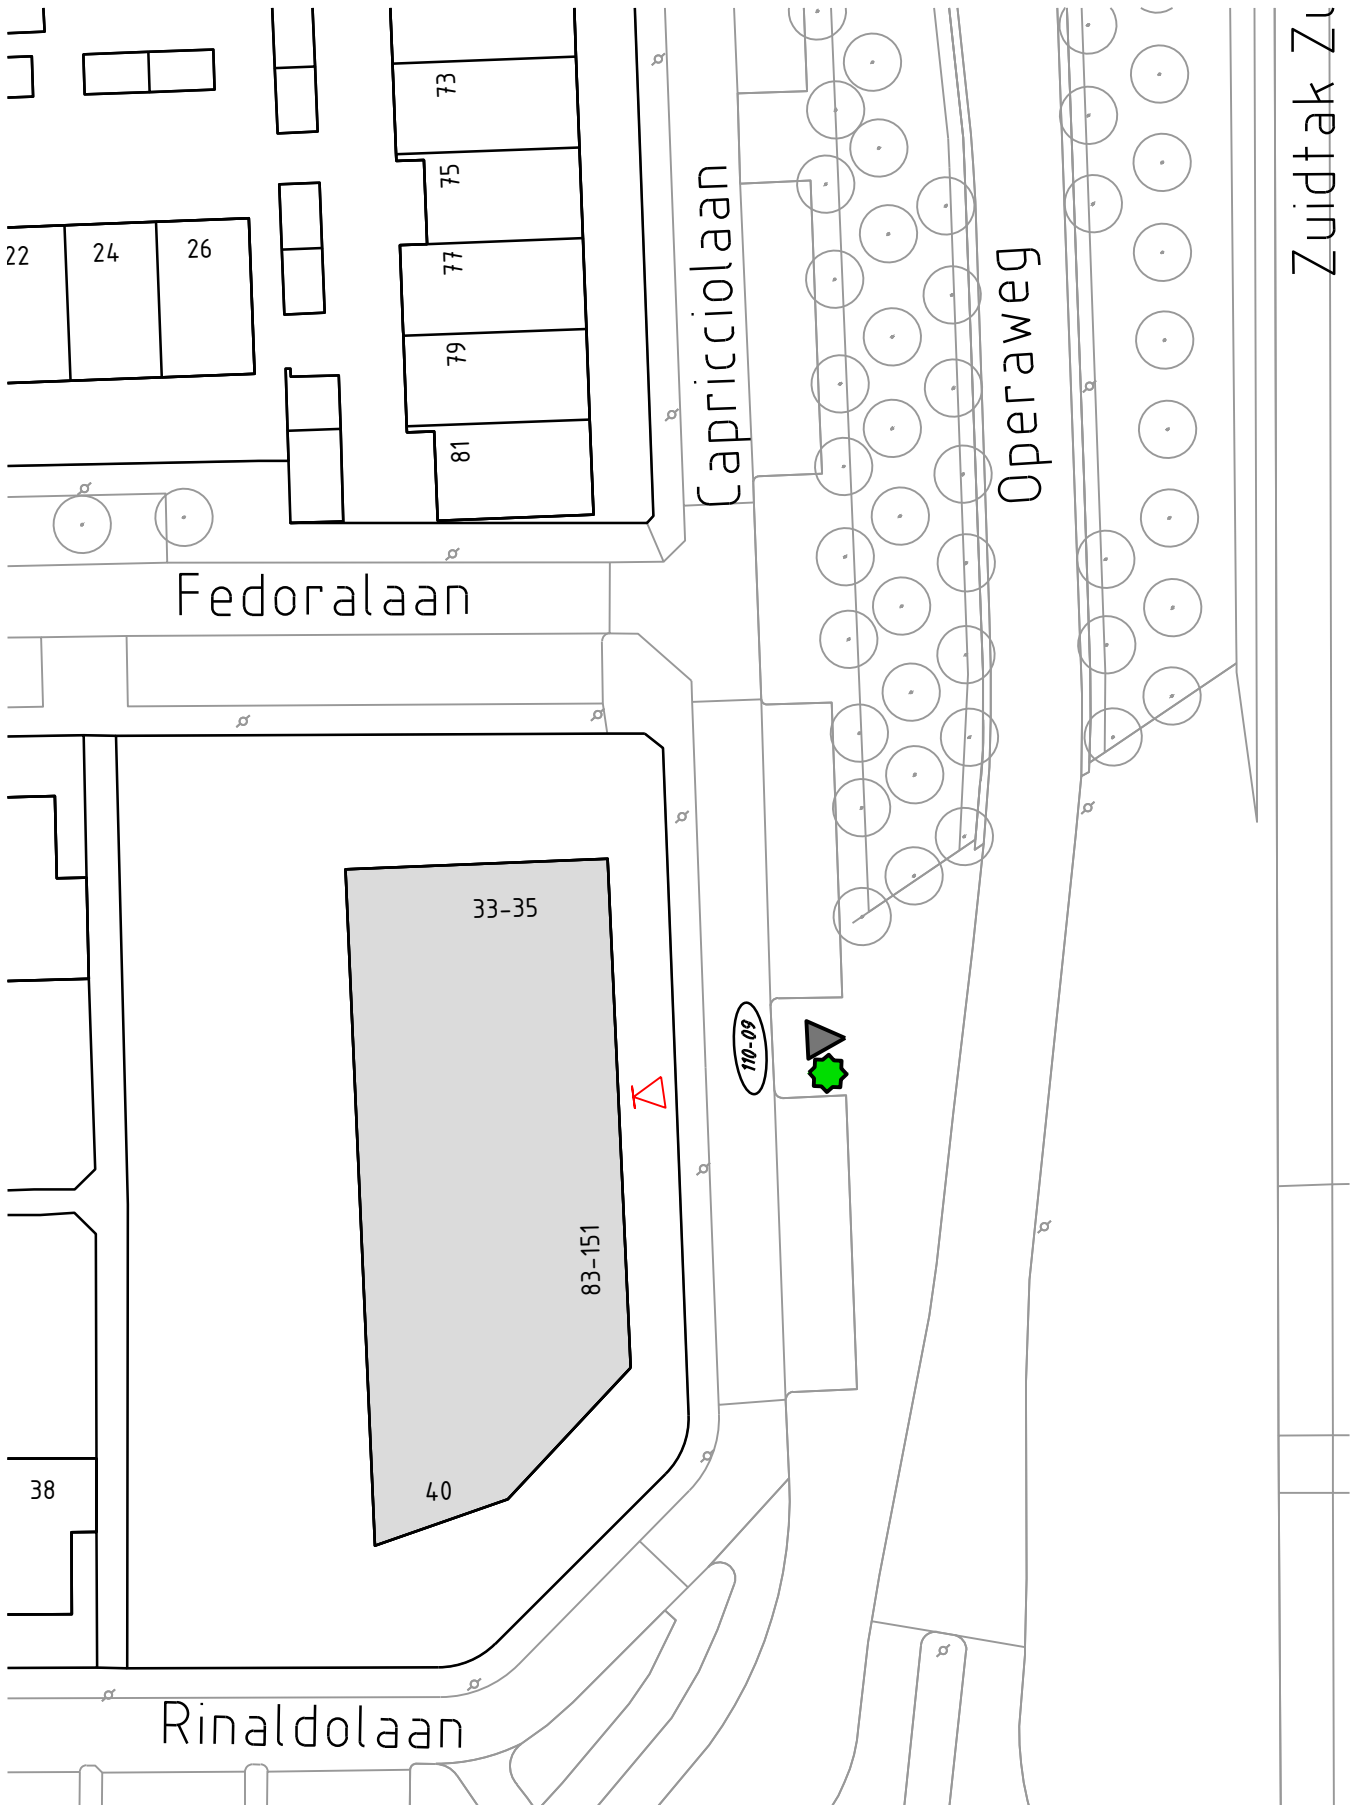 73
75
77
79
81
22
24
26
Capricciolaan
Operaweg
Zuidtak Zu
Fedoralaan
33-35
110-09
83-151
40
38
Rinaldolaan